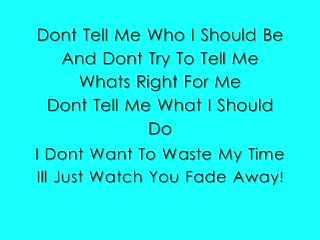 Dont Tell Me Who I Should Be
And Dont Try To Tell Me
Whats Right For Me
Dont Tell Me What I Should
Do
I Dont Want To Waste My Time
Ill Just Watch You Fade Away!